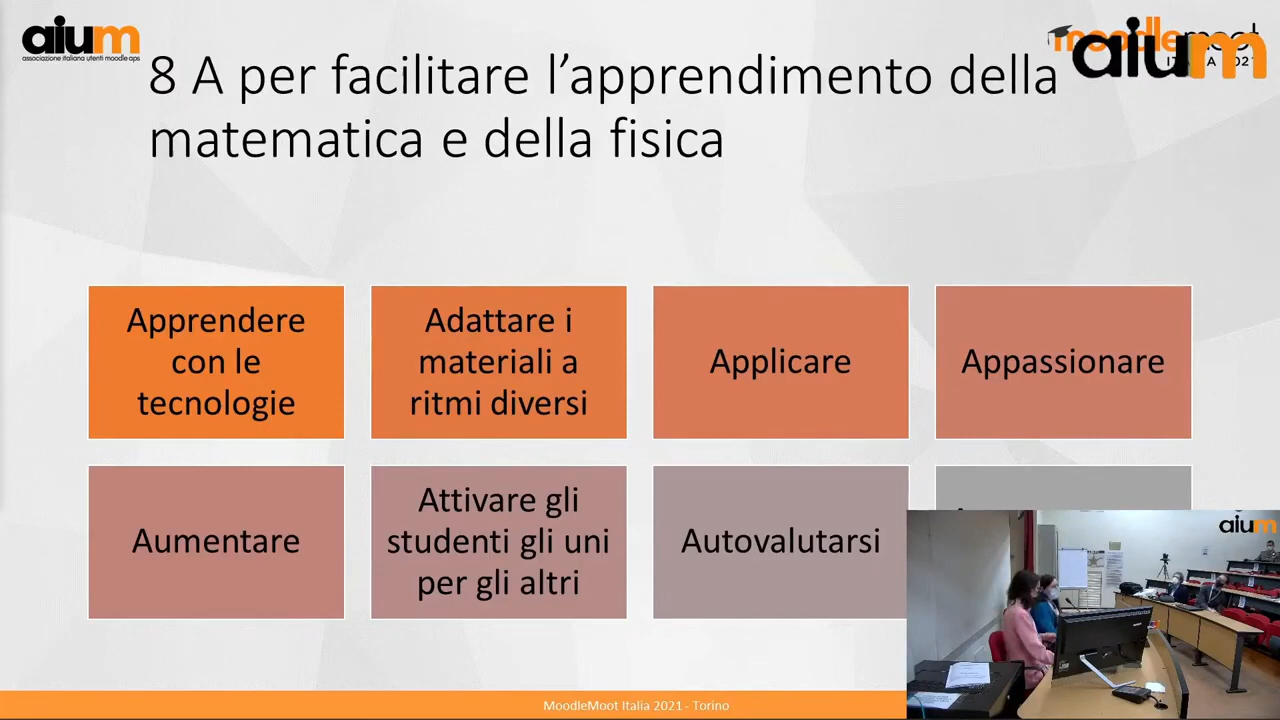 aium
associazione italiana utenti moodle aps
moodlemoot
aium
8 A per facilitare l’apprendimento della
matematica e della fisica
Apprendere
con le
tecnologie
Adattare i
materiali a
ritmi diversi
Applicare
Appassionare
Aumentare
Attivare gli
studenti gli uni
per gli altri
Autovalutarsi
aium
MoodleMoot Italia 2021 - Torino